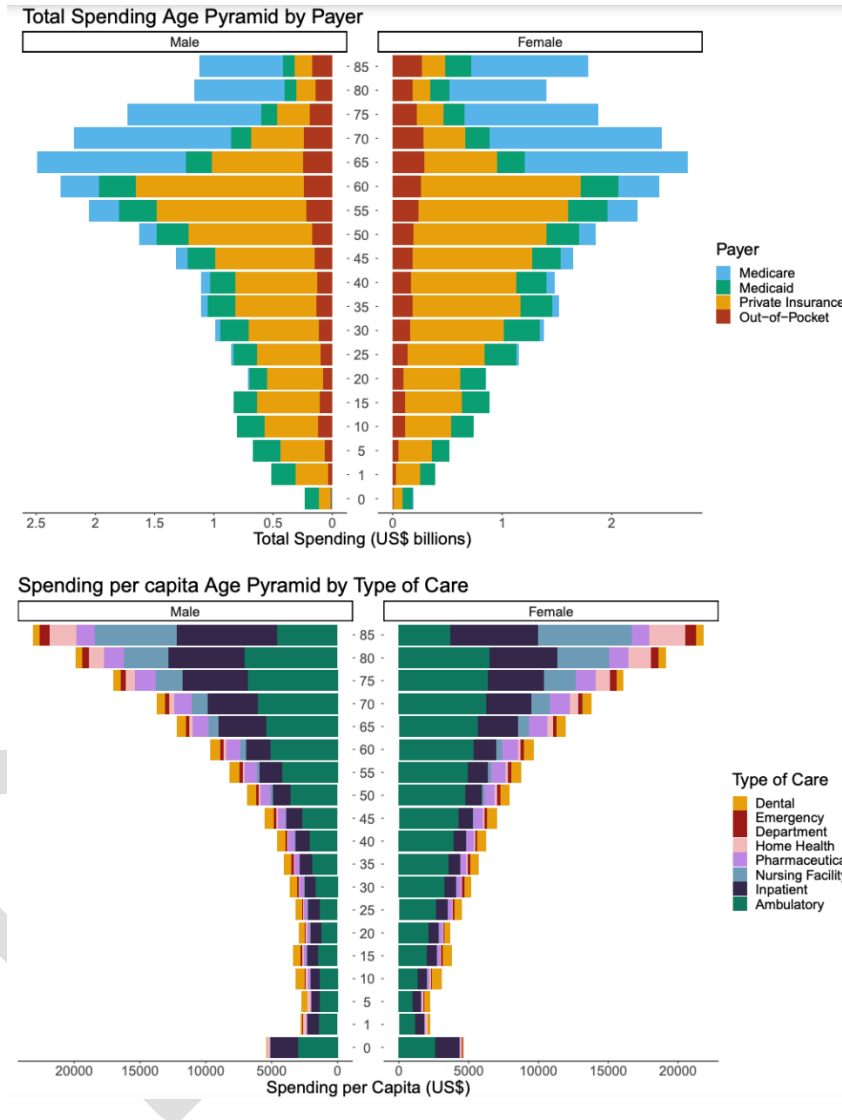 Total Spending Age Pyramid by Payer
Male
Female
85
80
75
70
65
60
55
50
45
40
35
30
25
20
15
10
5
1
0
2.5 2 1.5 1 0.5 0
0 1 2
Total Spending (US$ billions)
Payer
Medicare
Medicaid
Private Insurance
Out-of-Pocket
Spending per capita Age Pyramid by Type of Care
Male
Female
85
80
75
70
65
60
55
50
45
40
35
30
25
20
15
10
5
1
0
20000 15000 10000 5000 0
0 5000 10000 15000 20000
Spending per Capita (US$)
Type of Care
Dental
Emergency
Department
Home Health
Pharmaceutica
Nursing Facility
Inpatient
Ambulatory